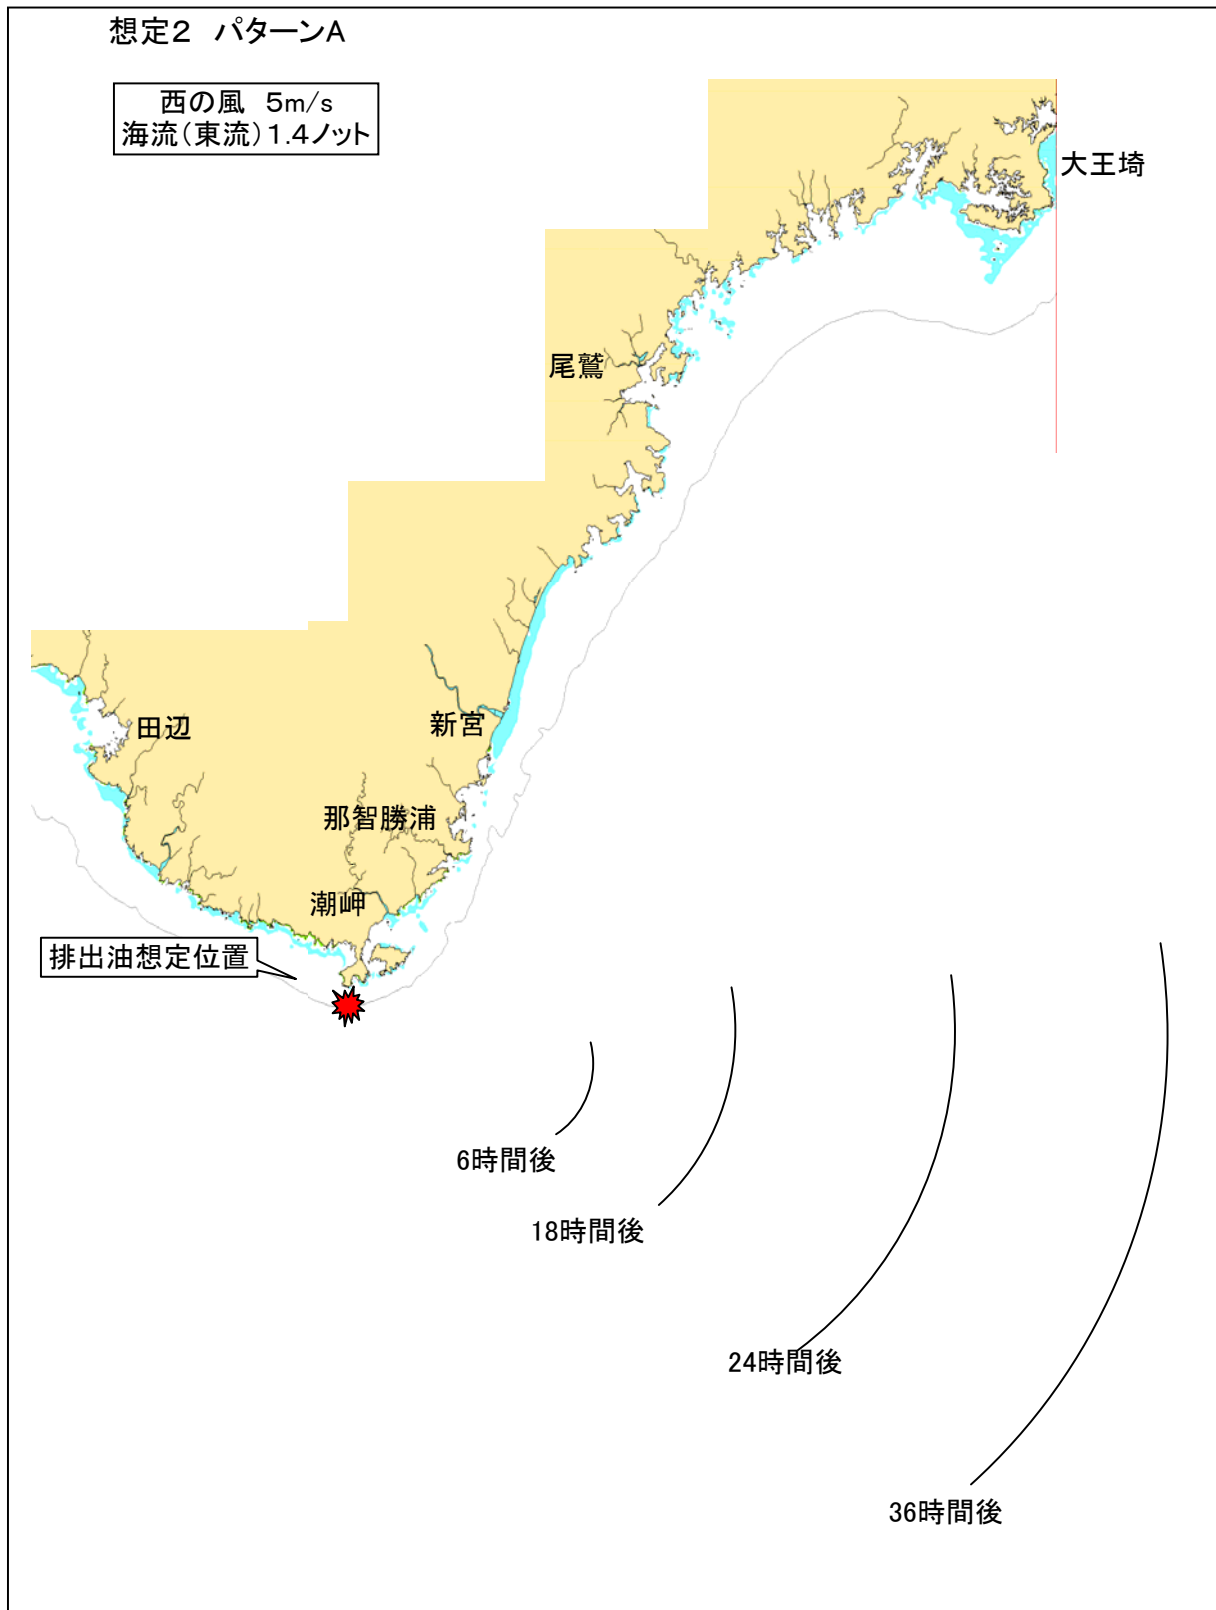 想定2　パターンA
西の風　5m/s
海流(東流)1.4ノット
大王埼
尾鷲
田辺
新宮
那智勝浦
潮岬
排出油想定位置
6時間後
18時間後
24時間後
36時間後